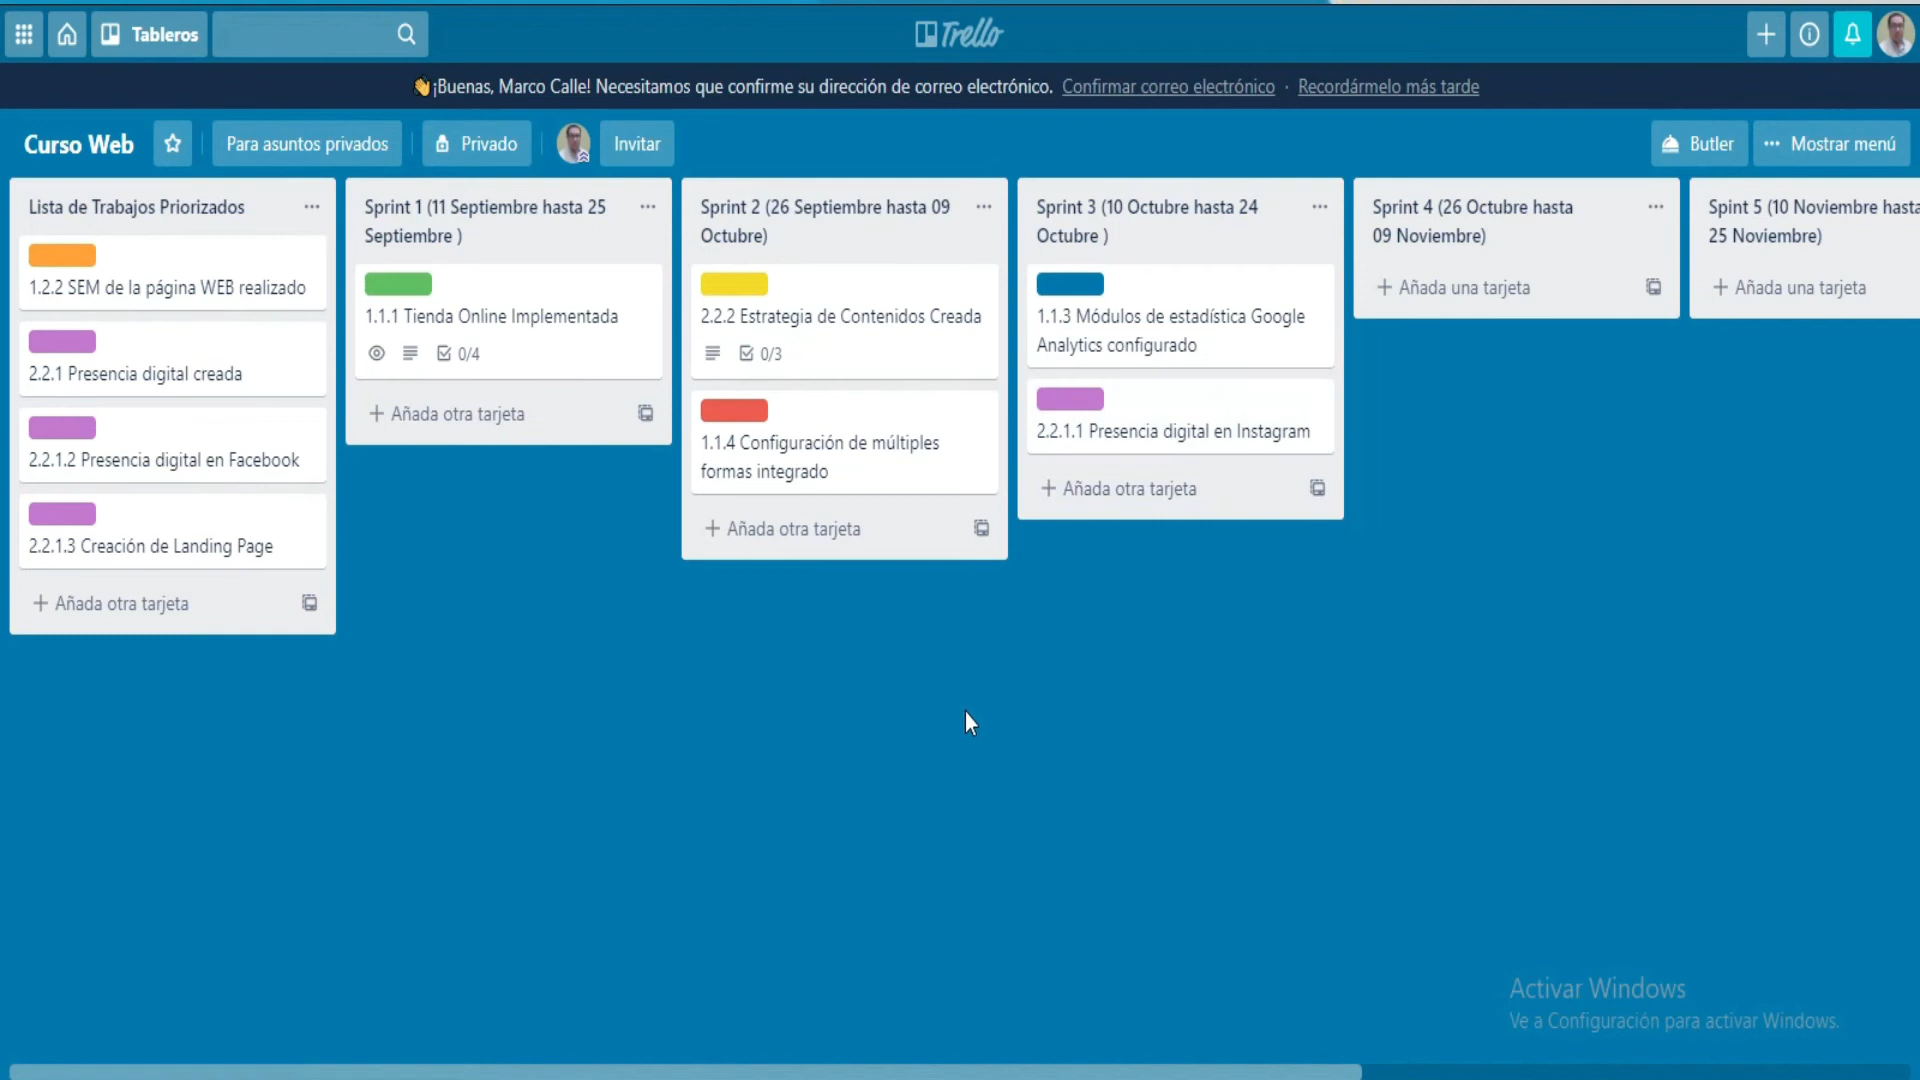 Tableros
Trello
¡Buenas, Marco Calle! Necesitamos que confirme su dirección de correo electrónico. Confirmar correo electrónico · Recordármelo más tarde
Curso Web
Para asuntos privados
Privado
Invitar
Butler
··· Mostrar menú
Lista de Trabajos Priorizados
1.2.2 SEM de la página WEB realizado
2.2.1 Presencia digital creada
2.2.1.2 Presencia digital en Facebook
2.2.1.3 Creación de Landing Page
+ Añada otra tarjeta
Sprint 1 (11 Septiembre hasta 25
Septiembre )
1.1.1 Tienda Online Implementada
0/4
+ Añada otra tarjeta
Sprint 2 (26 Septiembre hasta 09
Octubre)
2.2.2 Estrategia de Contenidos Creada
0/3
1.1.4 Configuración de múltiples
formas integrado
+ Añada otra tarjeta
Sprint 3 (10 Octubre hasta 24
Octubre )
1.1.3 Módulos de estadística Google
Analytics configurado
2.2.1.1 Presencia digital en Instagram
+ Añada otra tarjeta
Sprint 4 (26 Octubre hasta
09 Noviembre)
+ Añada una tarjeta
Spint 5 (10 Noviembre hasta
25 Noviembre)
+ Añada una tarjeta
Activar Windows
Ve a Configuración para activar Windows.